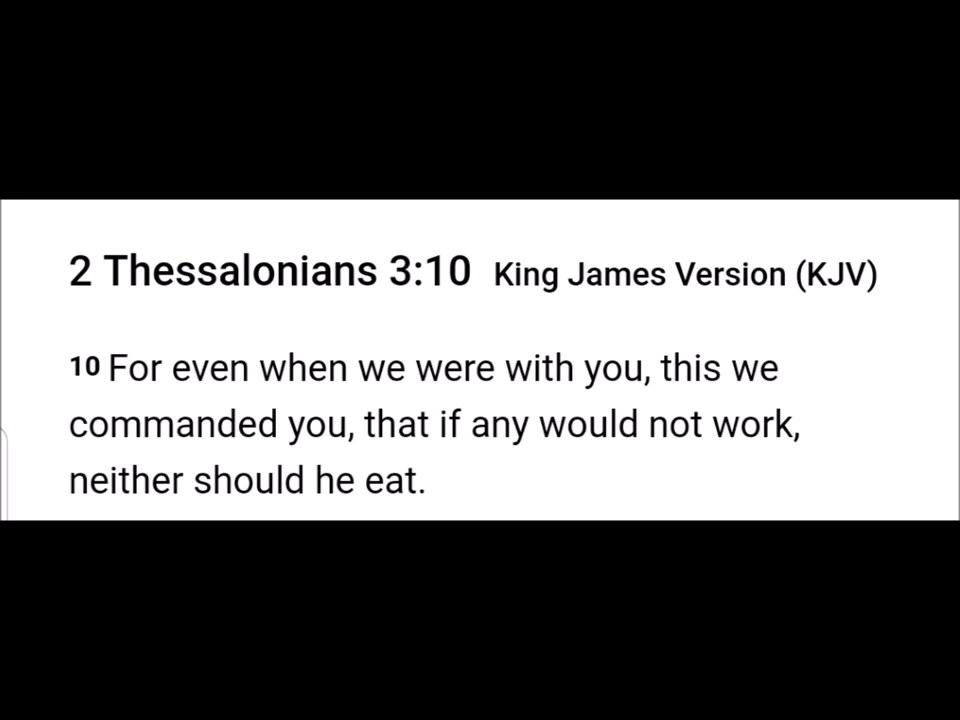 2 Thessalonians 3:10 King James Version (KJV)
10 For even when we were with you, this we
commanded you, that if any would not work,
neither should he eat.